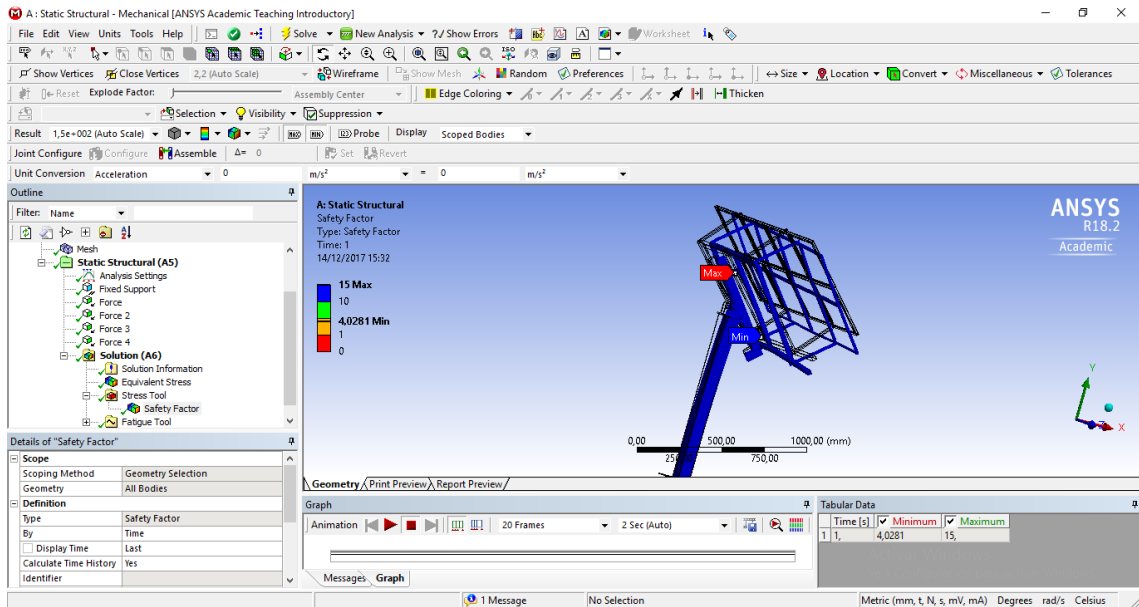 A : Static Structural - Mechanical [ANSYS Academic Teaching Introductory]
File Edit View Units Tools Help Solve New Analysis ?/ Show Errors Worksheet
Show Vertices Close Vertices 2,2 (Auto Scale) Wireframe Show Mesh Random Preferences Size Location Convert Miscellaneous Tolerances
Reset Explode Factor: Assembly Center Edge Coloring Thicken
Selection Visibility Suppression
Result 1,5e+002 (Auto Scale) MAX MIN Probe Display Scoped Bodies
Joint Configure Configure Assemble Δ= 0 Set Revert
Unit Conversion Acceleration 0 m/s² = 0 m/s²
Outline
Filter: Name
Mesh
Static Structural (A5)
Analysis Settings
Fixed Support
Force
Force 2
Force 3
Force 4
Solution (A6)
Solution Information
Equivalent Stress
Stress Tool
Safety Factor
Fatigue Tool
Details of "Safety Factor"
Scope
Scoping Method Geometry Selection
Geometry All Bodies
Definition
Type Safety Factor
By Time
Display Time Last
Calculate Time History Yes
Identifier
A: Static Structural
Safety Factor
Type: Safety Factor
Time: 1
14/12/2017 15:32
15 Max
10
4,0281 Min
1
0
ANSYS
R18.2
Academic
Max
Min
Y
X
0,00 500,00 1000,00 (mm)
750,00
Geometry Print Preview Report Preview
Graph
Animation 20 Frames 2 Sec (Auto)
Messages Graph
Tabular Data
Time [s] Minimum Maximum
1 1, 4,0281 15,
1 Message No Selection Metric (mm, t, N, s, mV, mA) Degrees rad/s Celsius